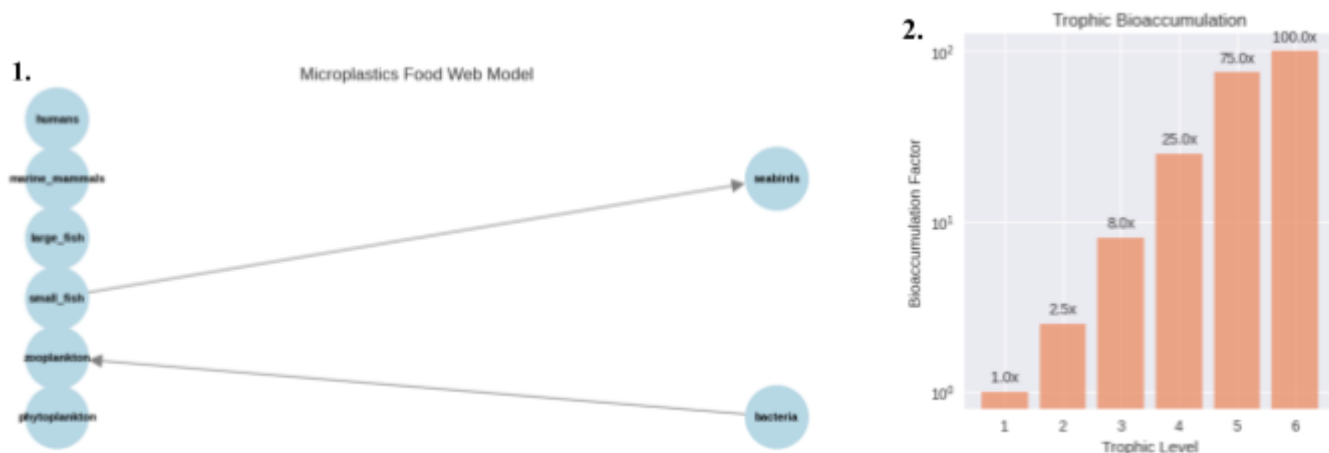 1.
Microplastics Food Web Model
humans
marine_mammals
large_fish
small_fish
zooplankton
phytoplankton
seabirds
bacteria
2.
Trophic Bioaccumulation
Bioaccumulation Factor
10²
10¹
10⁰
1.0x
2.5x
8.0x
25.0x
75.0x
100.0x
1 2 3 4 5 6
Trophic Level